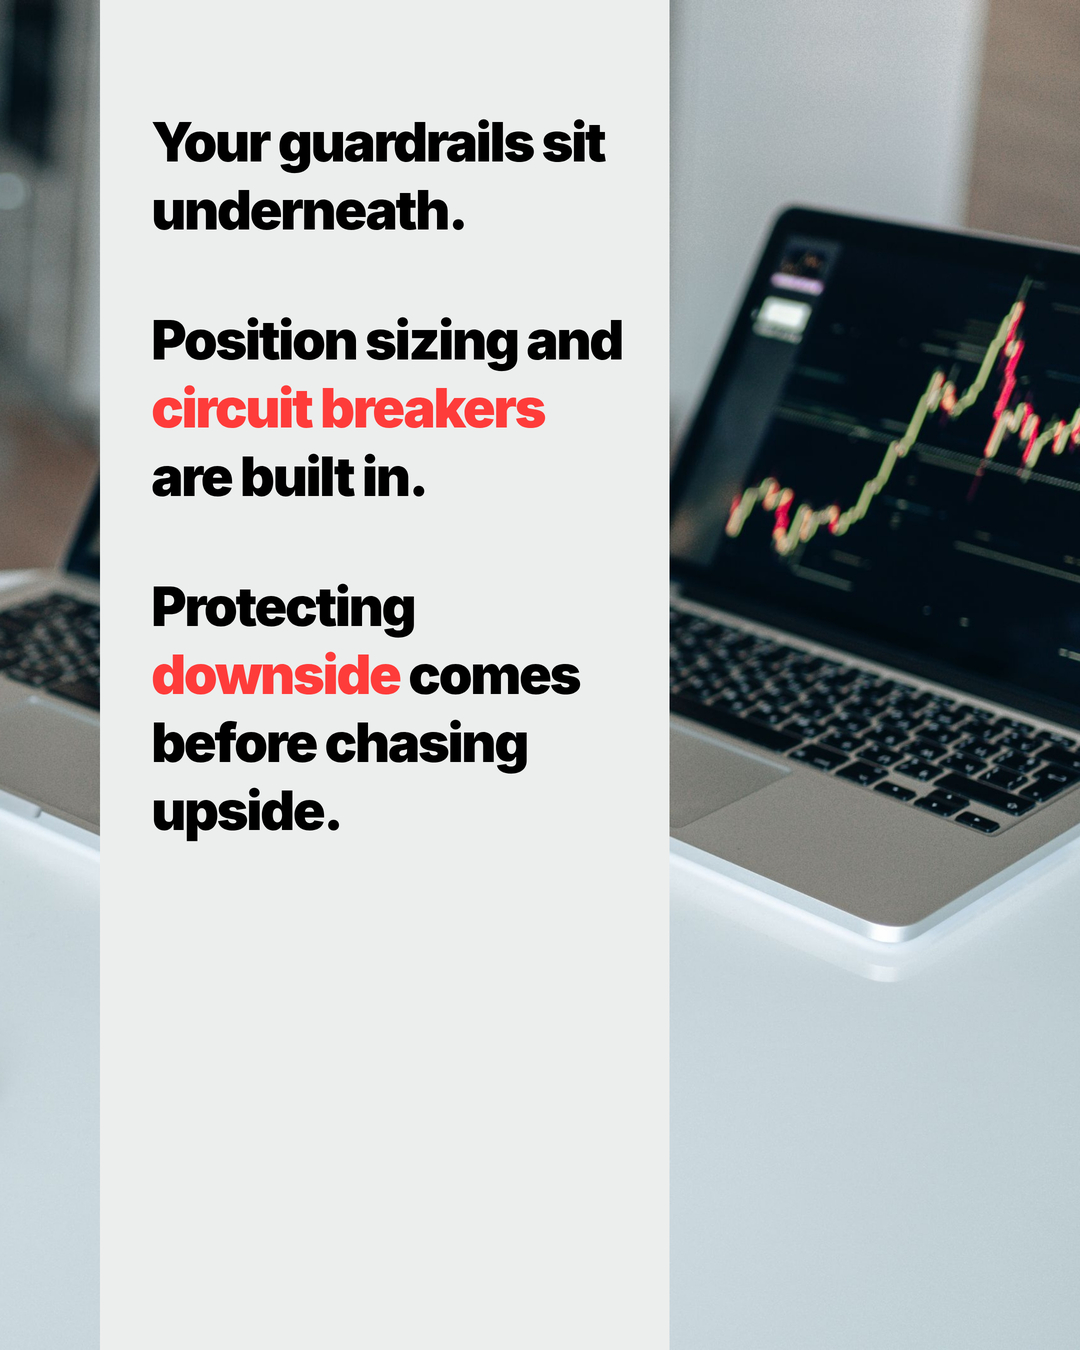 Your guardrails sit
underneath.
Position sizing and
circuit breakers
are built in.
Protecting
downside comes
before chasing
upside.